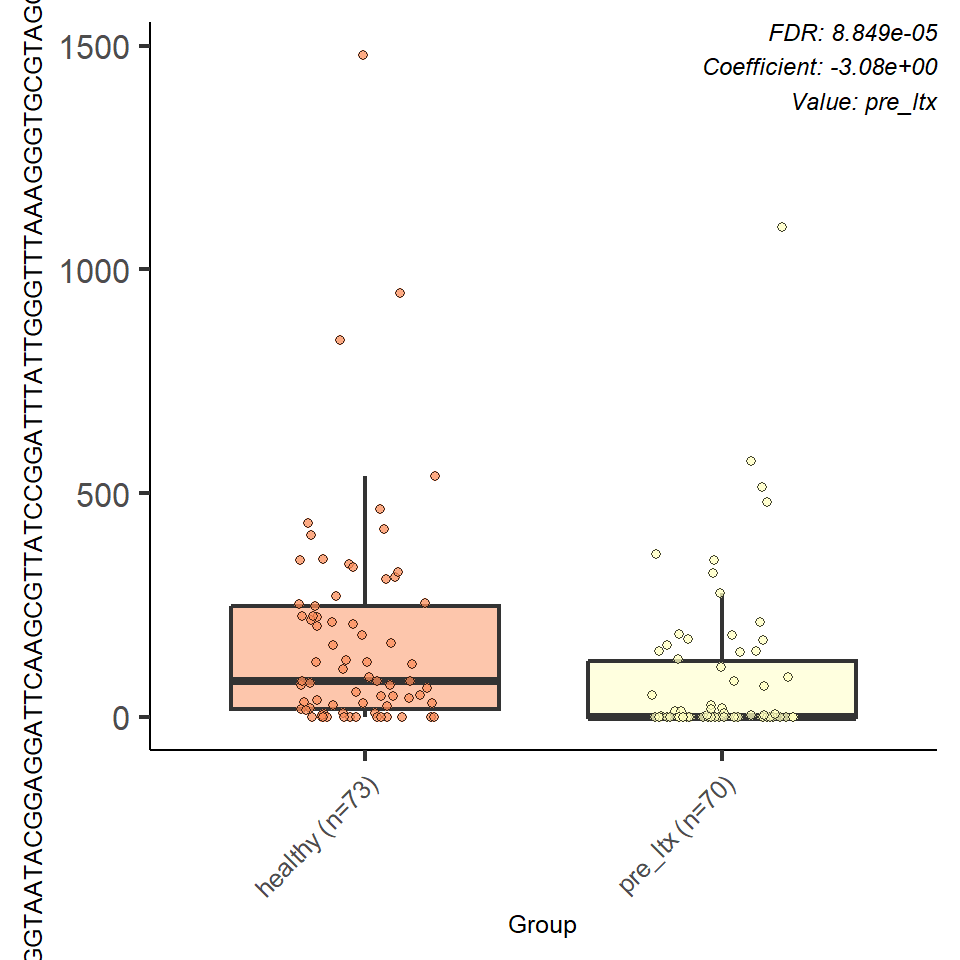 GGTAATACGGAGGATTCAAGCGTTATCCGGATTTATTGGGTTTAAAGGGTGCGTAGG
1500
1000
500
0
FDR: 8.849e-05
Coefficient: -3.08e+00
Value: pre_ltx
healthy (n=73)
pre_ltx (n=70)
Group